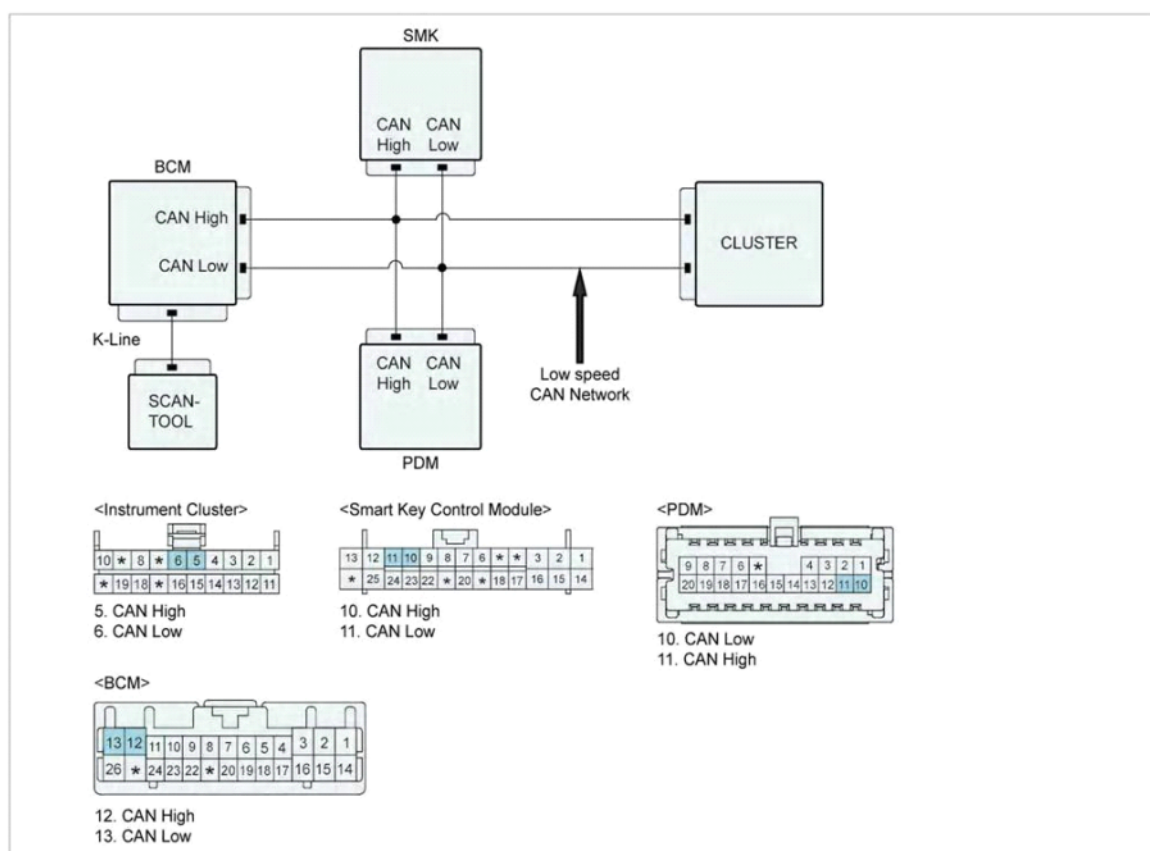 SMK
CAN High
CAN Low
BCM
CAN High
CAN Low
CLUSTER
K-Line
SCAN-
TOOL
CAN High
CAN Low
PDM
Low speed
CAN Network
<Instrument Cluster>
10 * 8 * 6 5 4 3 2 1
* 19 18 * 16 15 14 13 12 11
5. CAN High
6. CAN Low
<Smart Key Control Module>
13 12 11 10 9 8 7 6 * * 3 2 1
* 25 24 23 22 * 20 * 18 17 16 15 14
10. CAN High
11. CAN Low
<PDM>
9 8 7 6 * 4 3 2 1
20 19 18 17 16 15 14 13 12 11 10
10. CAN Low
11. CAN High
<BCM>
13 12 11 10 9 8 7 6 5 4 3 2 1
26 * 24 23 22 * 20 19 18 17 16 15 14
12. CAN High
13. CAN Low